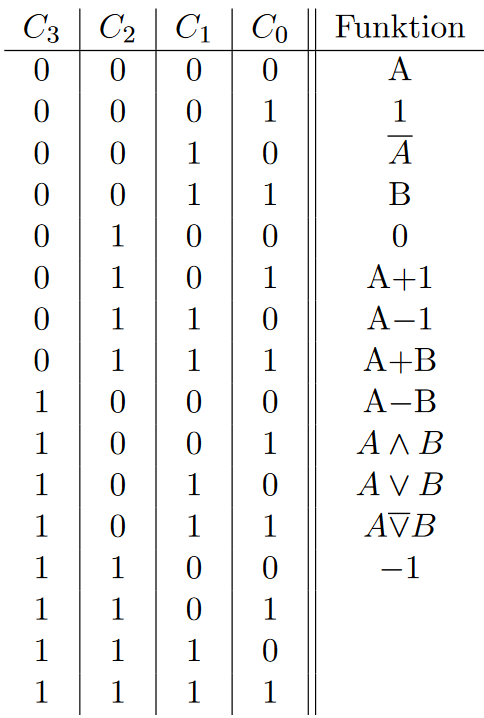 C₃ C₂ C₁ C₀ Funktion
0 0 0 0 A
0 0 0 1 1
0 0 1 0 A̅
0 0 1 1 B
0 1 0 0 0
0 1 0 1 A+1
0 1 1 0 A−1
0 1 1 1 A+B
1 0 0 0 A−B
1 0 0 1 A ∧ B
1 0 1 0 A ∨ B
1 0 1 1 A ∨̅ B
1 1 0 0 −1
1 1 0 1
1 1 1 0
1 1 1 1